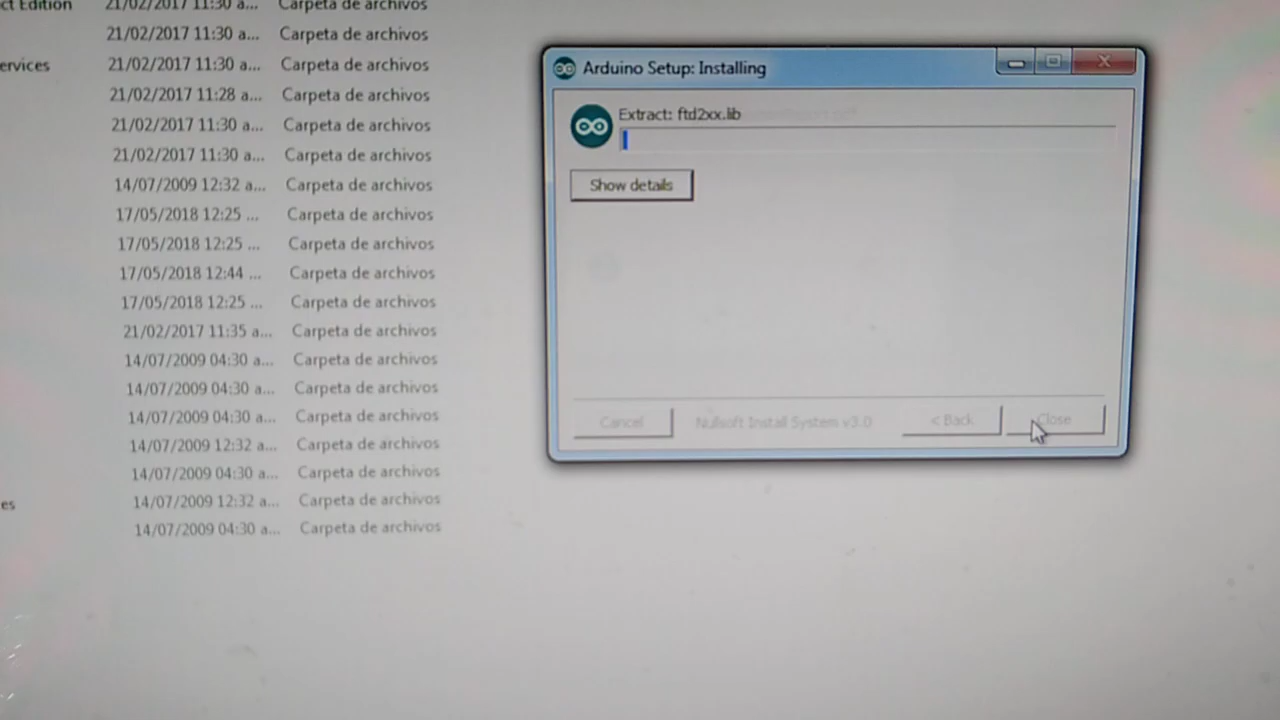 ct Edition 21/02/2017 11:30 a... Carpeta de archivos
21/02/2017 11:30 a... Carpeta de archivos
ervices 21/02/2017 11:30 a... Carpeta de archivos
21/02/2017 11:28 a... Carpeta de archivos
21/02/2017 11:30 a... Carpeta de archivos
21/02/2017 11:30 a... Carpeta de archivos
14/07/2009 12:32 a... Carpeta de archivos
17/05/2018 12:25 ... Carpeta de archivos
17/05/2018 12:25 ... Carpeta de archivos
17/05/2018 12:44 ... Carpeta de archivos
17/05/2018 12:25 ... Carpeta de archivos
21/02/2017 11:35 a... Carpeta de archivos
14/07/2009 04:30 a... Carpeta de archivos
14/07/2009 04:30 a... Carpeta de archivos
14/07/2009 04:30 a... Carpeta de archivos
14/07/2009 12:32 a... Carpeta de archivos
14/07/2009 04:30 a... Carpeta de archivos
es 14/07/2009 12:32 a... Carpeta de archivos
14/07/2009 04:30 a... Carpeta de archivos
Arduino Setup: Installing
Extract: ftd2xx.lib
Show details
Cancel Nullsoft Install System v3.0 < Back Close